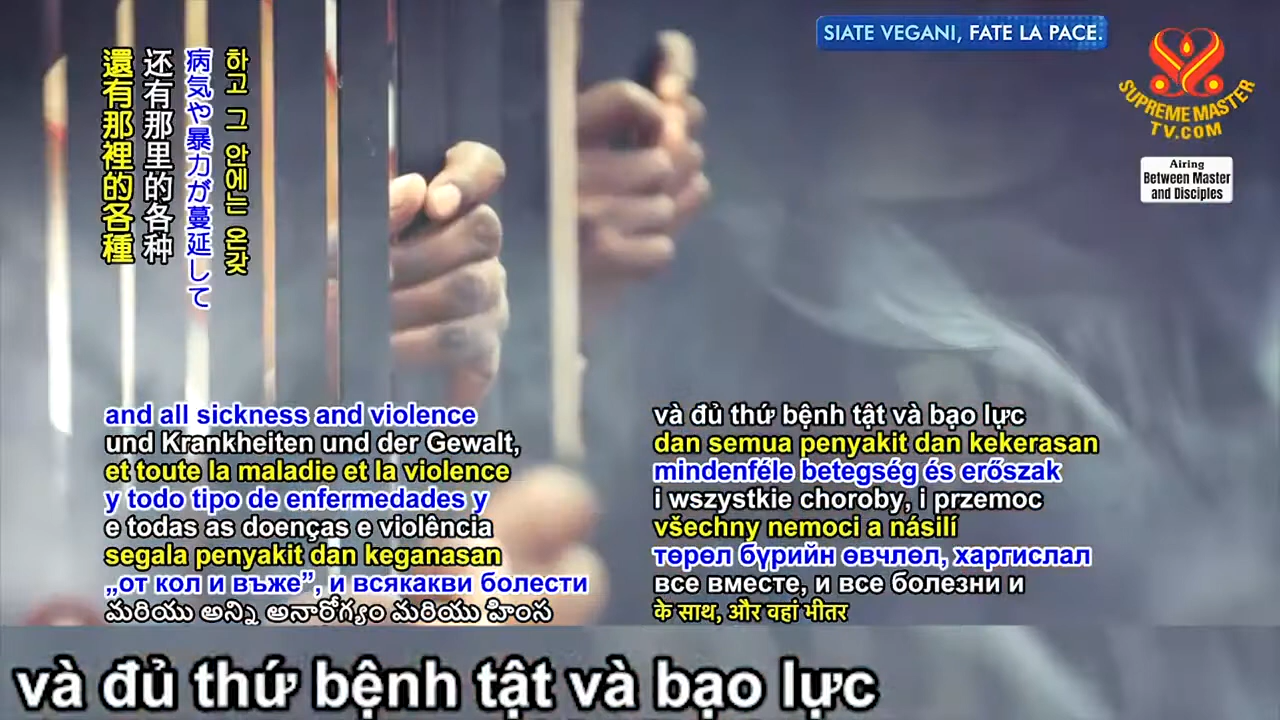 SIATE VEGANI, FATE LA PACE.
SUPREME MASTER
TV.COM
Airing
Between Master
and Disciples
하고 그 안에는 온갖
病気や暴力が蔓延して
还有那里的各种
還有那裡的各種
and all sickness and violence
und Krankheiten und der Gewalt,
et toute la maladie et la violence
y todo tipo de enfermedades y
e todas as doenças e violência
segala penyakit dan keganasan
„от кол и въже”, и всякакви болести
మరియు అన్ని అనారోగ్యం మరియు హింస
và đủ thứ bệnh tật và bạo lực
dan semua penyakit dan kekerasan
mindenféle betegség és erőszak
i wszystkie choroby, i przemoc
všechny nemoci a násilí
төрөл бүрийн өвчлөл, харгислал
все вместе, и все болезни и
के साथ, और वहां भीतर
và đủ thứ bệnh tật và bạo lực